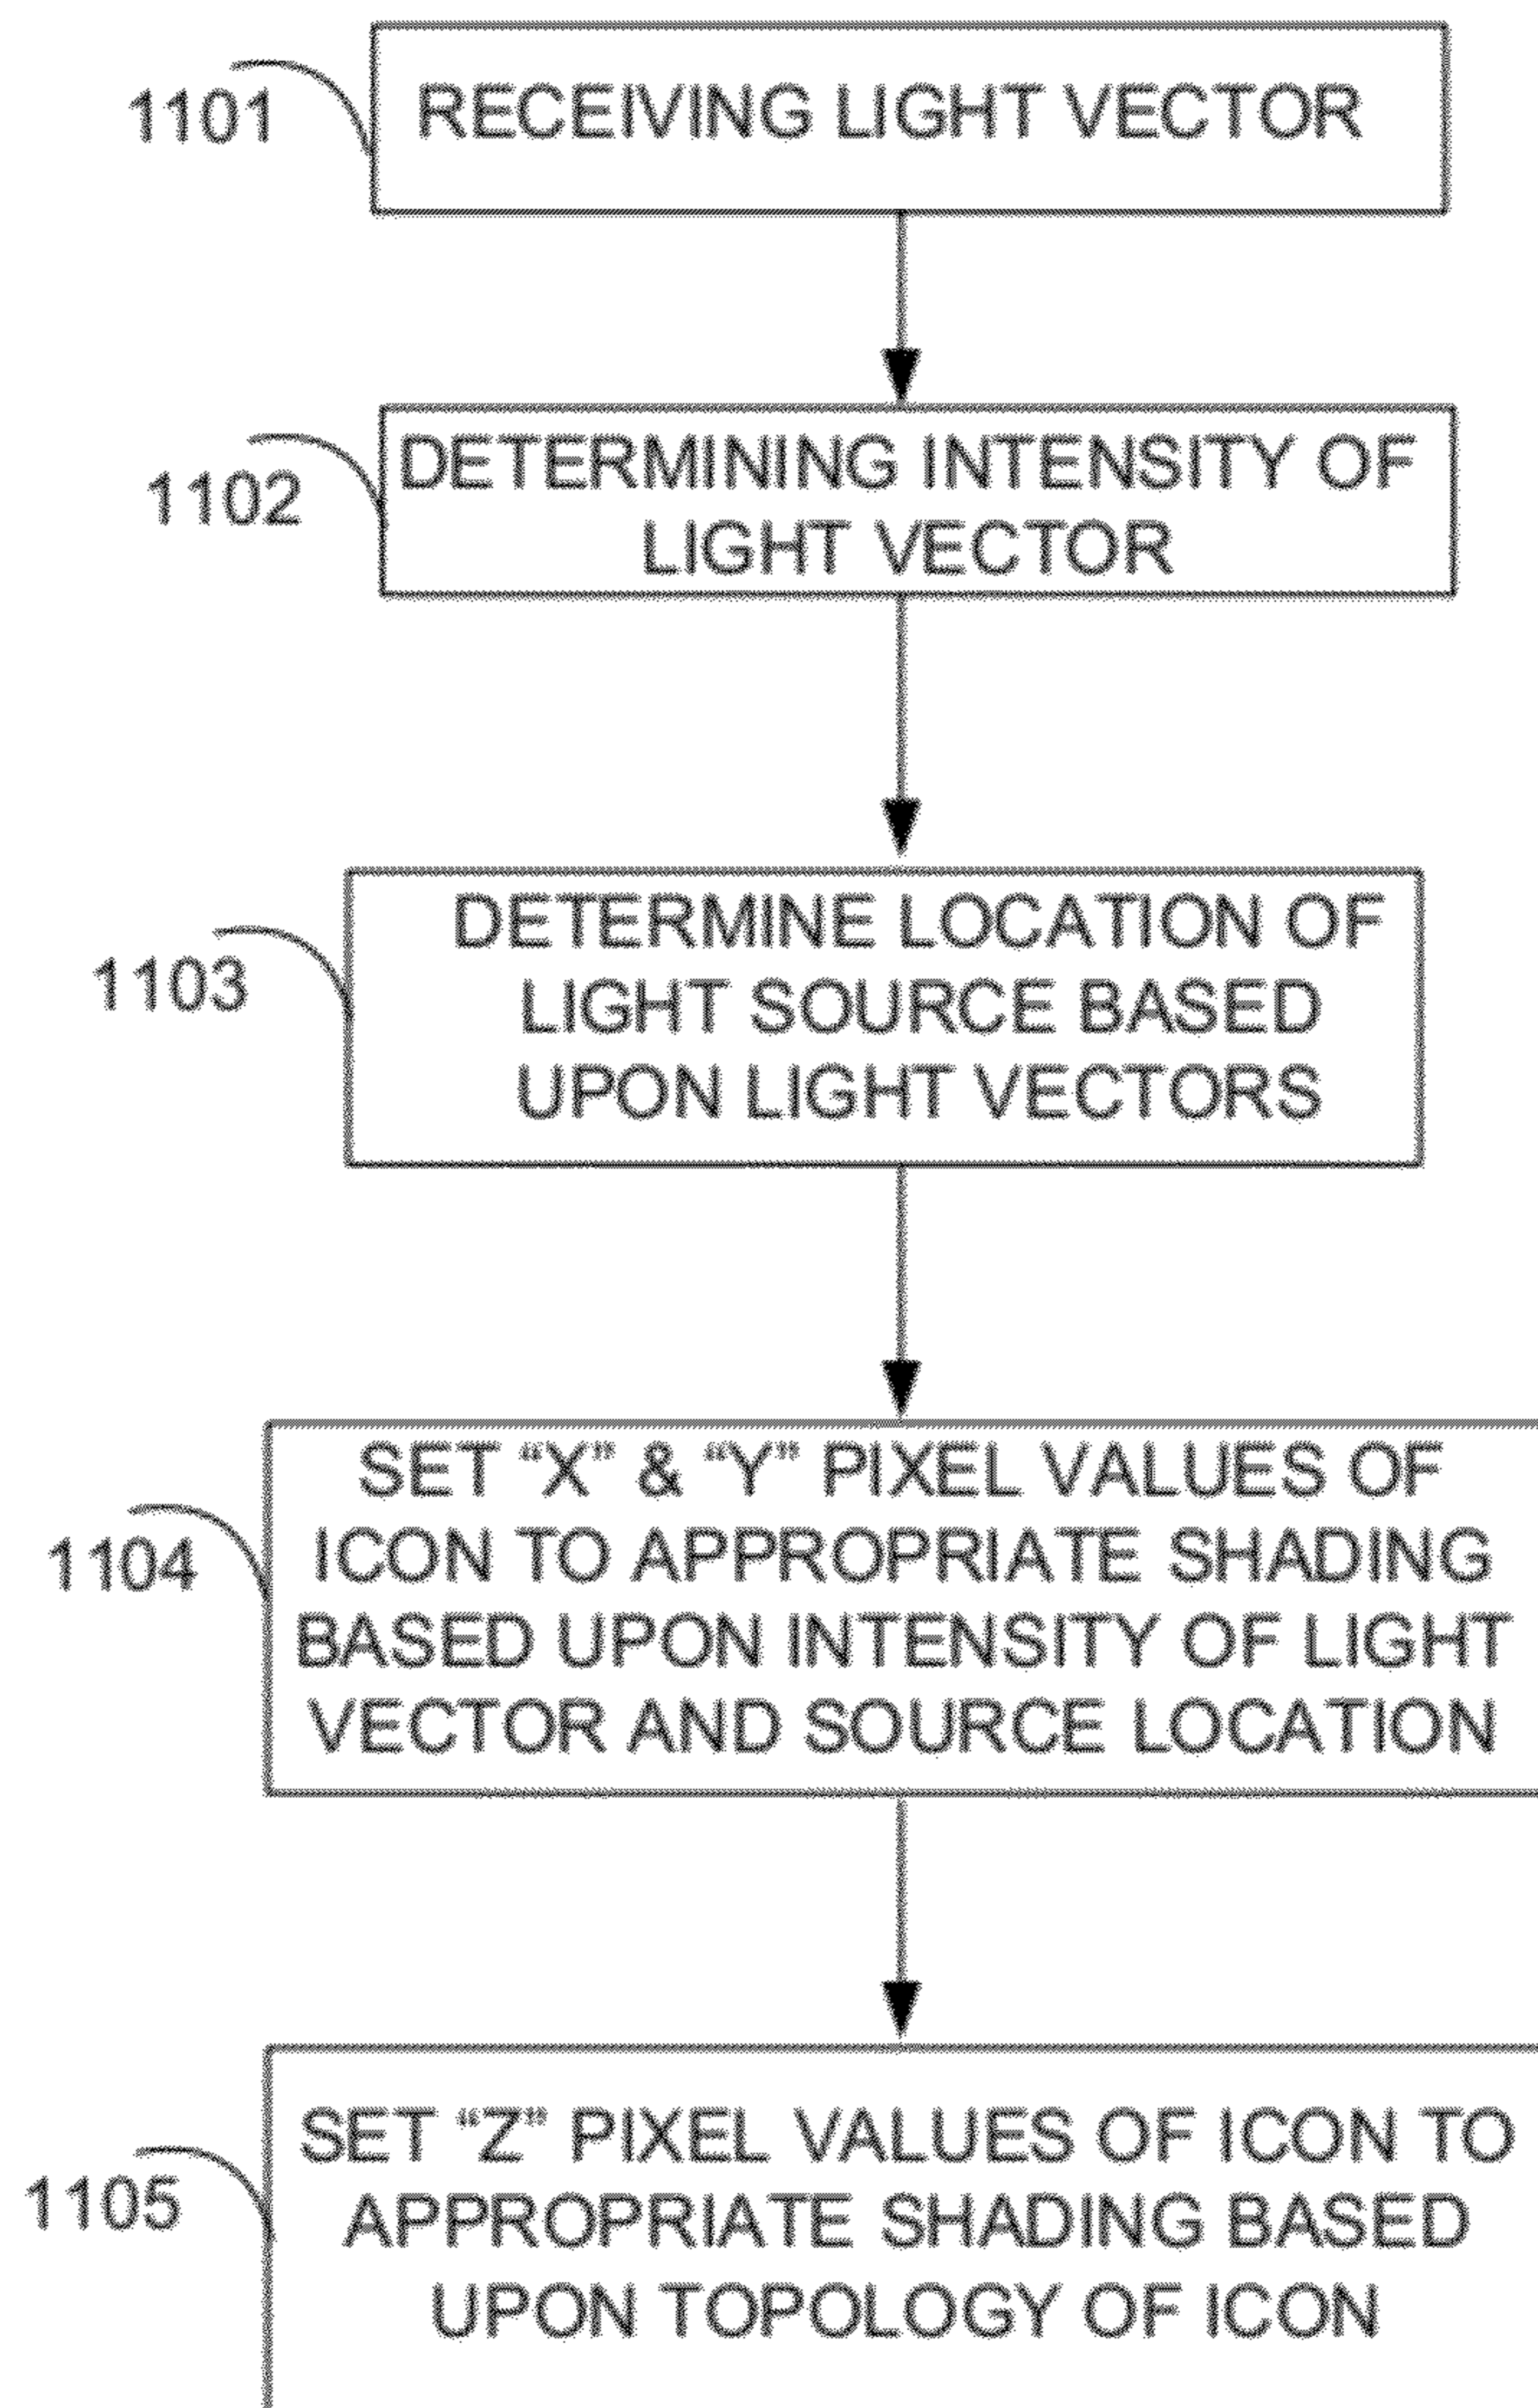 1101
RECEIVING LIGHT VECTOR
1102
DETERMINING INTENSITY OF
LIGHT VECTOR
1103
DETERMINE LOCATION OF
LIGHT SOURCE BASED
UPON LIGHT VECTORS
1104
SET “X” & “Y” PIXEL VALUES OF
ICON TO APPROPRIATE SHADING
BASED UPON INTENSITY OF LIGHT
VECTOR AND SOURCE LOCATION
1105
SET “Z” PIXEL VALUES OF ICON TO
APPROPRIATE SHADING BASED
UPON TOPOLOGY OF ICON